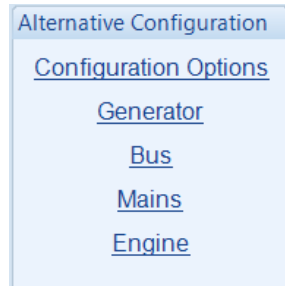 Alternative Configuration
Configuration Options
Generator
Bus
Mains
Engine